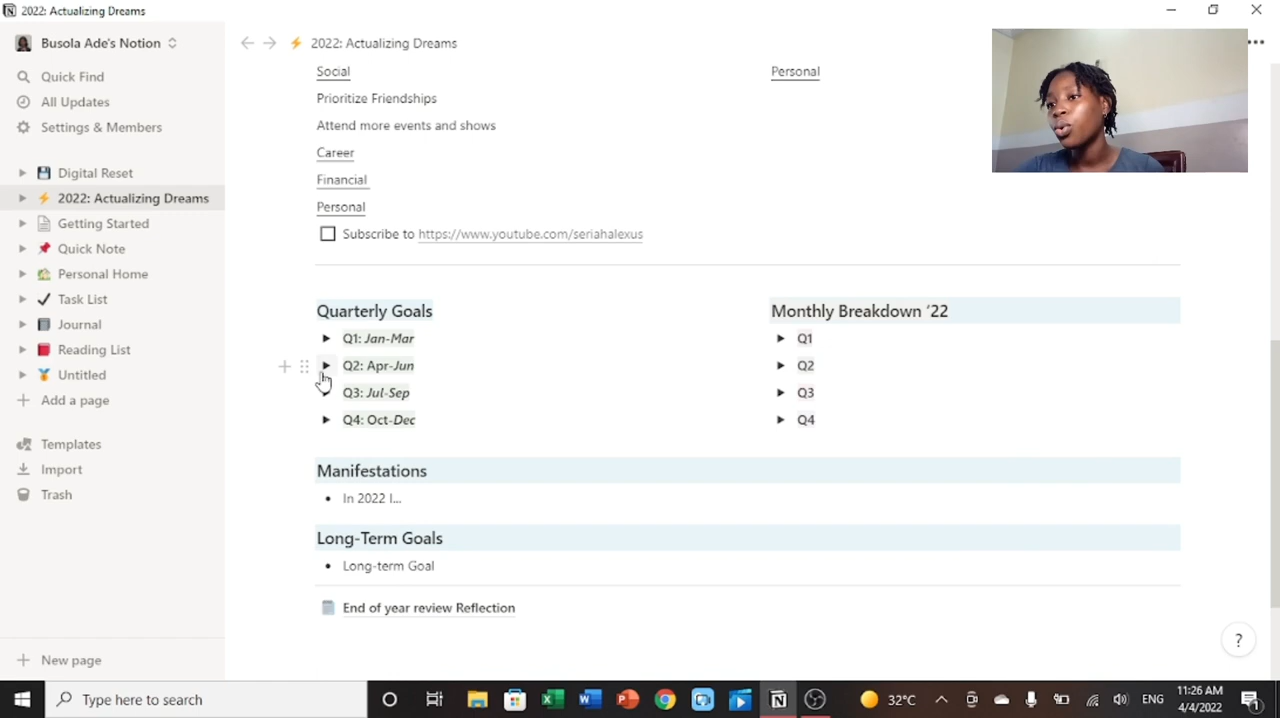 2022: Actualizing Dreams
Busola Ade's Notion
Quick Find
All Updates
Settings & Members
Digital Reset
2022: Actualizing Dreams
Getting Started
Quick Note
Personal Home
Task List
Journal
Reading List
Untitled
Add a page
Templates
Import
Trash
New page
2022: Actualizing Dreams
Social
Prioritize Friendships
Attend more events and shows
Career
Financial
Personal
Subscribe to https://www.youtube.com/seriahalexus
Personal
Quarterly Goals
Q1: Jan-Mar
Q2: Apr-Jun
Q3: Jul-Sep
Q4: Oct-Dec
Monthly Breakdown ‘22
Q1
Q2
Q3
Q4
Manifestations
In 2022 I...
Long-Term Goals
Long-term Goal
End of year review Reflection
?
Type here to search
32°C
ENG
11:26 AM
4/4/2022
1